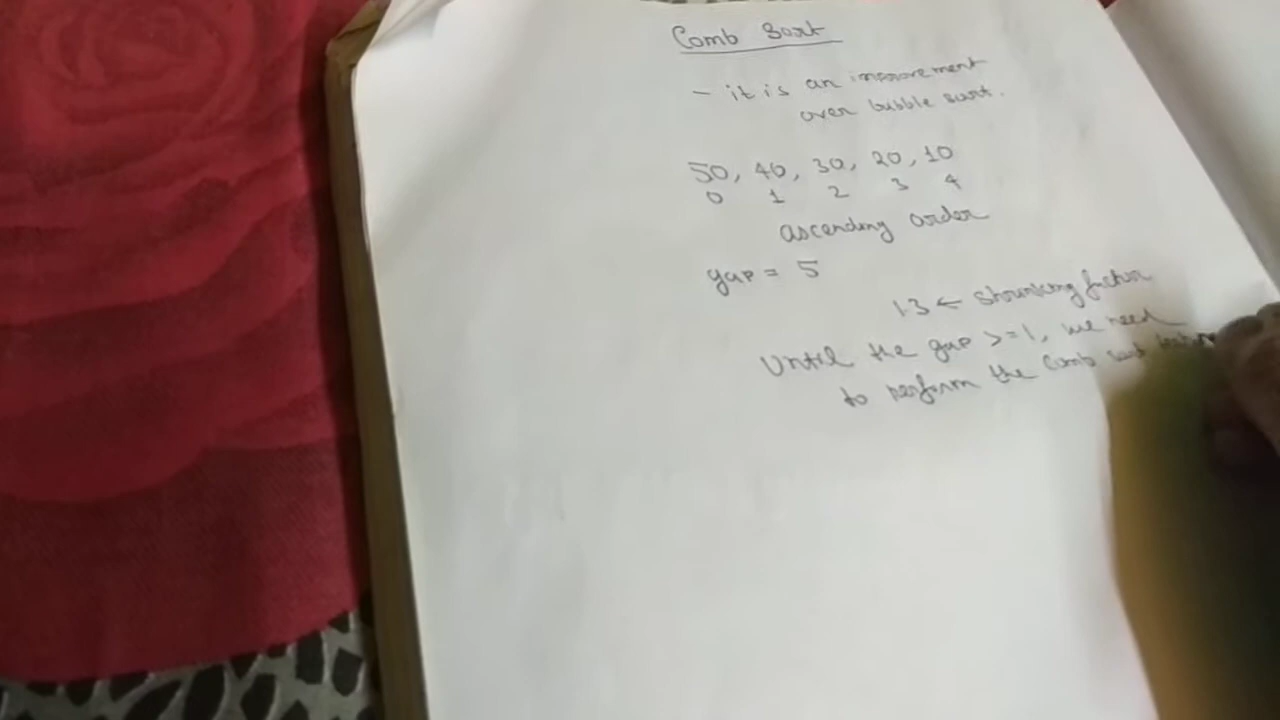 Comb Sort
- it is an improvement
over bubble sort.
50, 40, 30, 20, 10
0 1 2 3 4
ascending order
gap = 5
1.3 ← Shrinking factor
Until the gap >=1, we need
to perform the Comb sort